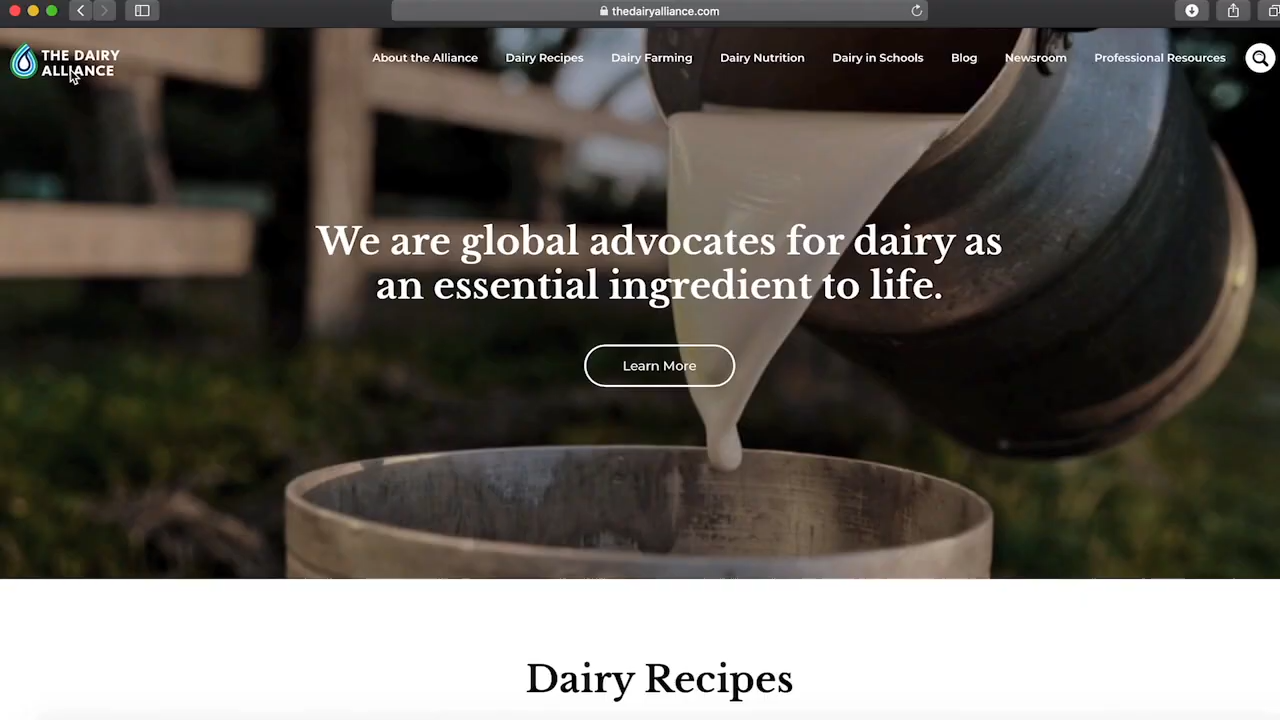 thedairyalliance.com
THE DAIRY
ALLIANCE
About the Alliance
Dairy Recipes
Dairy Farming
Dairy Nutrition
Dairy in Schools
Blog
Newsroom
Professional Resources
We are global advocates for dairy as
an essential ingredient to life.
Learn More
Dairy Recipes